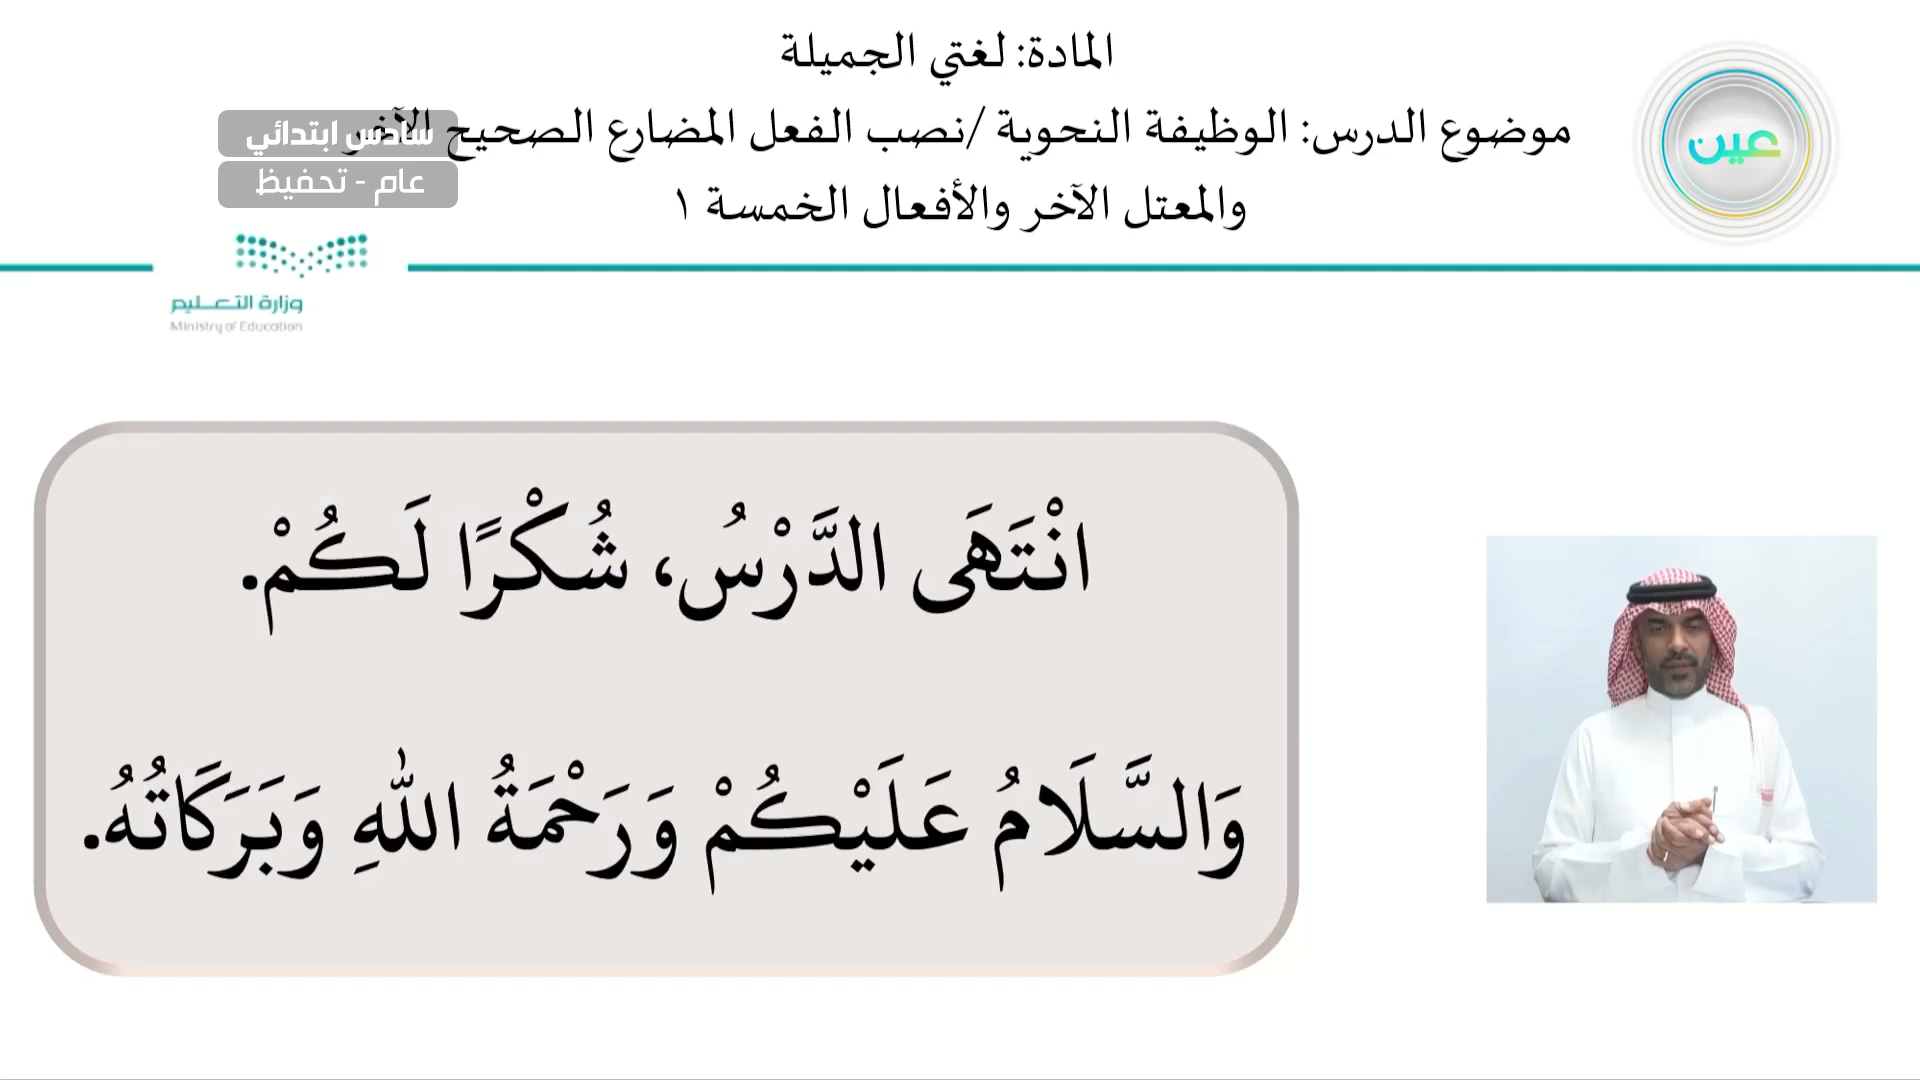 المادة: لغتي الجميلة
موضوع الدرس: الوظيفة النحوية /نصب الفعل المضارع الصحيح الآخر
والمعتل الآخر والأفعال الخمسة ١
سادس ابتدائي
عام - تحفيظ
عين
وزارة التعـليم
Ministry of Education
انْتَهَى الدَّرْسُ، شُكْرًا لَكُمْ.
وَالسَّلَامُ عَلَيْكُمْ وَرَحْمَةُ اللهِ وَبَرَكَاتُهُ.